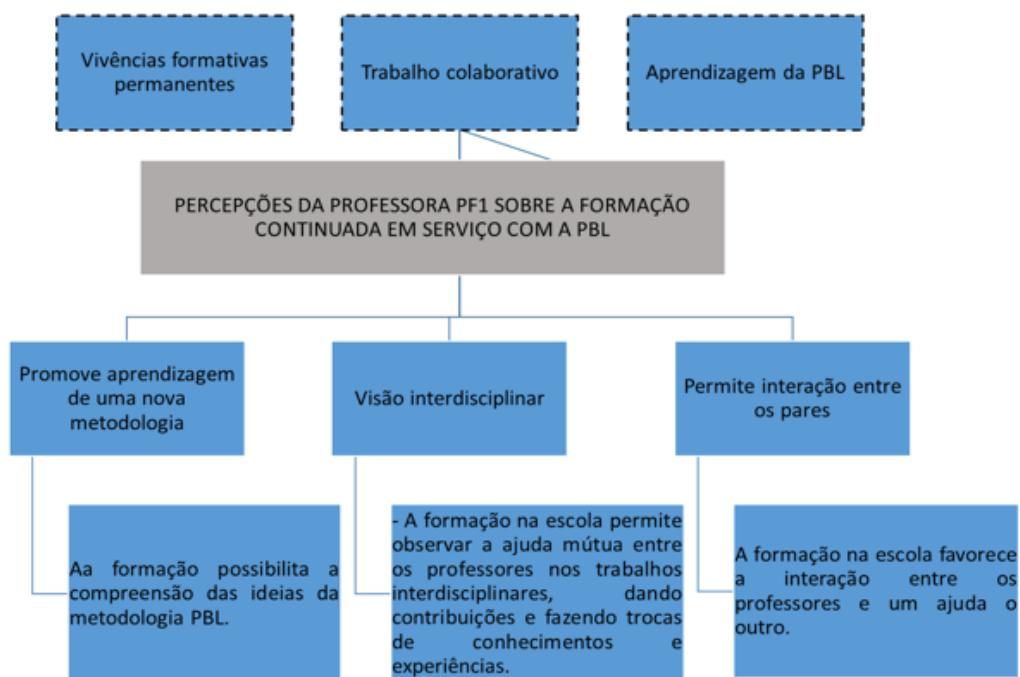 Vivências formativas
permanentes
Trabalho colaborativo
Aprendizagem da PBL
PERCEPÇÕES DA PROFESSORA PF1 SOBRE A FORMAÇÃO
CONTINUADA EM SERVIÇO COM A PBL
Promove aprendizagem
de uma nova
metodologia
Visão interdisciplinar
Permite interação entre
os pares
Aa formação possibilita a
compreensão das ideias da
metodologia PBL.
- A formação na escola permite
observar a ajuda mútua entre
os professores nos trabalhos
interdisciplinares, dando
contribuições e fazendo trocas
de conhecimentos e
experiências.
A formação na escola favorece
a interação entre os
professores e um ajuda o
outro.